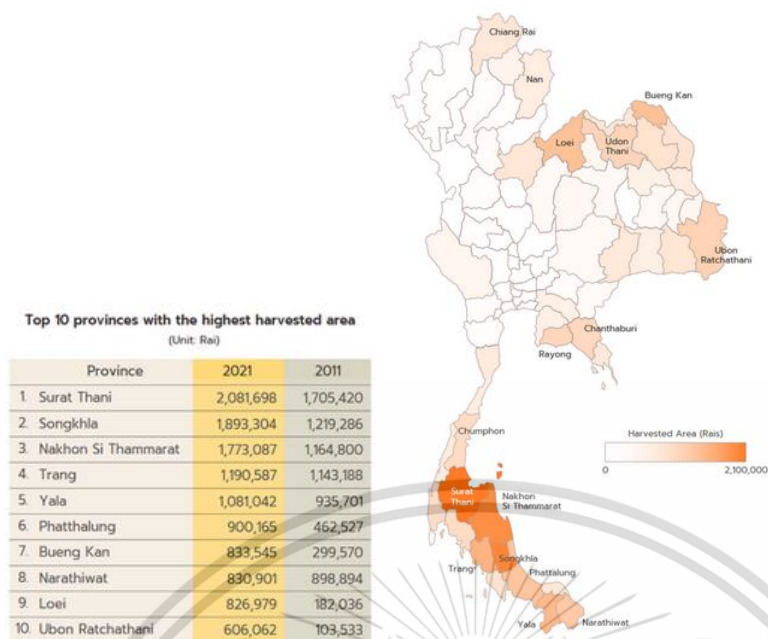 Chiang Rai
Nan
Bueng Kan
Loei
Udon
Thani
Ubon
Ratchathani
Chanthaburi
Rayong
Top 10 provinces with the highest harvested area
(Unit: Rai)
Province 2021 2011
1. Surat Thani 2,081,698 1,705,420
2. Songkhla 1,893,304 1,219,286
3. Nakhon Si Thammarat 1,773,087 1,164,800
4. Trang 1,190,587 1,143,188
5. Yala 1,081,042 935,701
6. Phatthalung 900,165 462,527
7. Bueng Kan 833,545 299,570
8. Narathiwat 830,901 898,894
9. Loei 826,979 182,036
10. Ubon Ratchathani 606,062 103,533
Chumphon
Harvested Area (Rais)
0 2,100,000
Surat
Thani
Nakhon
Si Thammarat
Songkhla
Trang
Phattalung
Yala
Narathiwat